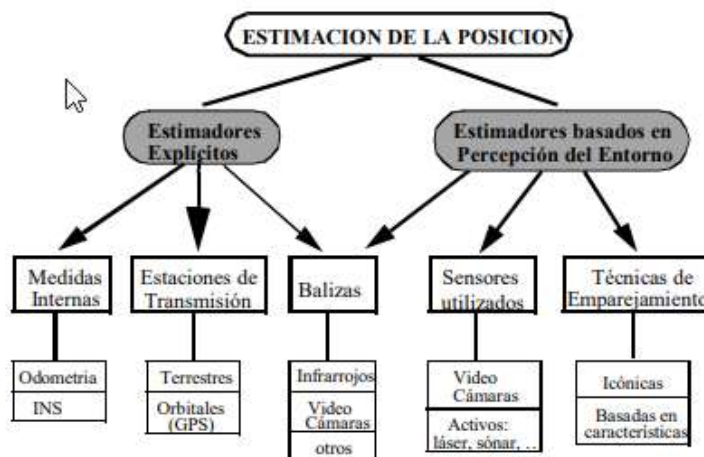 ESTIMACION DE LA POSICION
Estimadores
Explícitos
Estimadores basados en
Percepción del Entorno
Medidas
Internas
Estaciones de
Transmisión
Balizas
Sensores
utilizados
Técnicas de
Emparejamiento
Odometria
INS
Terrestres
Orbitales
(GPS)
Infrarrojos
Video
Cámaras
otros
Video
Cámaras
Activos:
láser, sónar, ..
Icónicas
Basadas en
características